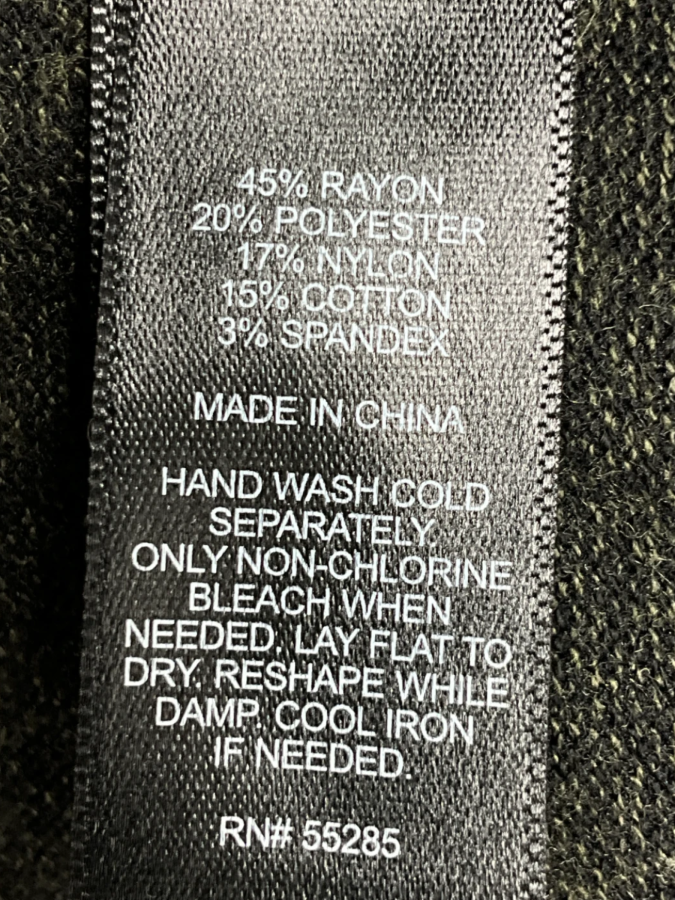 45% RAYON
20% POLYESTER
17% NYLON
15% COTTON
3% SPANDEX
MADE IN CHINA
HAND WASH COLD
SEPARATELY
ONLY NON-CHLORINE
BLEACH WHEN
NEEDED. LAY FLAT TO
DRY. RESHAPE WHILE
DAMP. COOL IRON
IF NEEDED.
RN# 55285